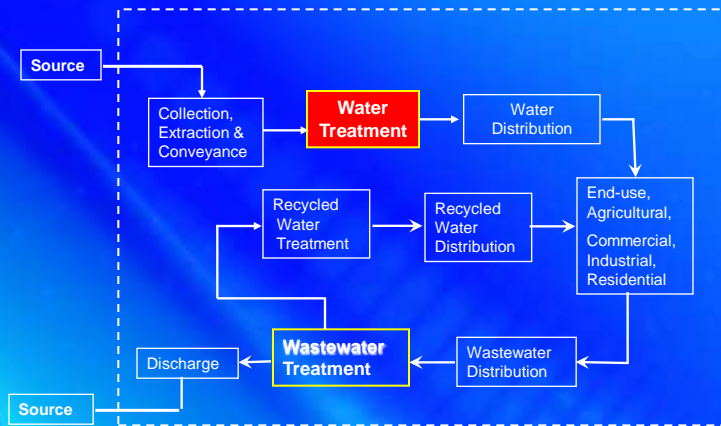 Source
Collection,
Extraction &
Conveyance
Water
Treatment
Water
Distribution
Recycled
Water
Treatment
Recycled
Water
Distribution
End-use,
Agricultural,
Commercial,
Industrial,
Residential
Discharge
Wastewater
Treatment
Wastewater
Distribution
Source